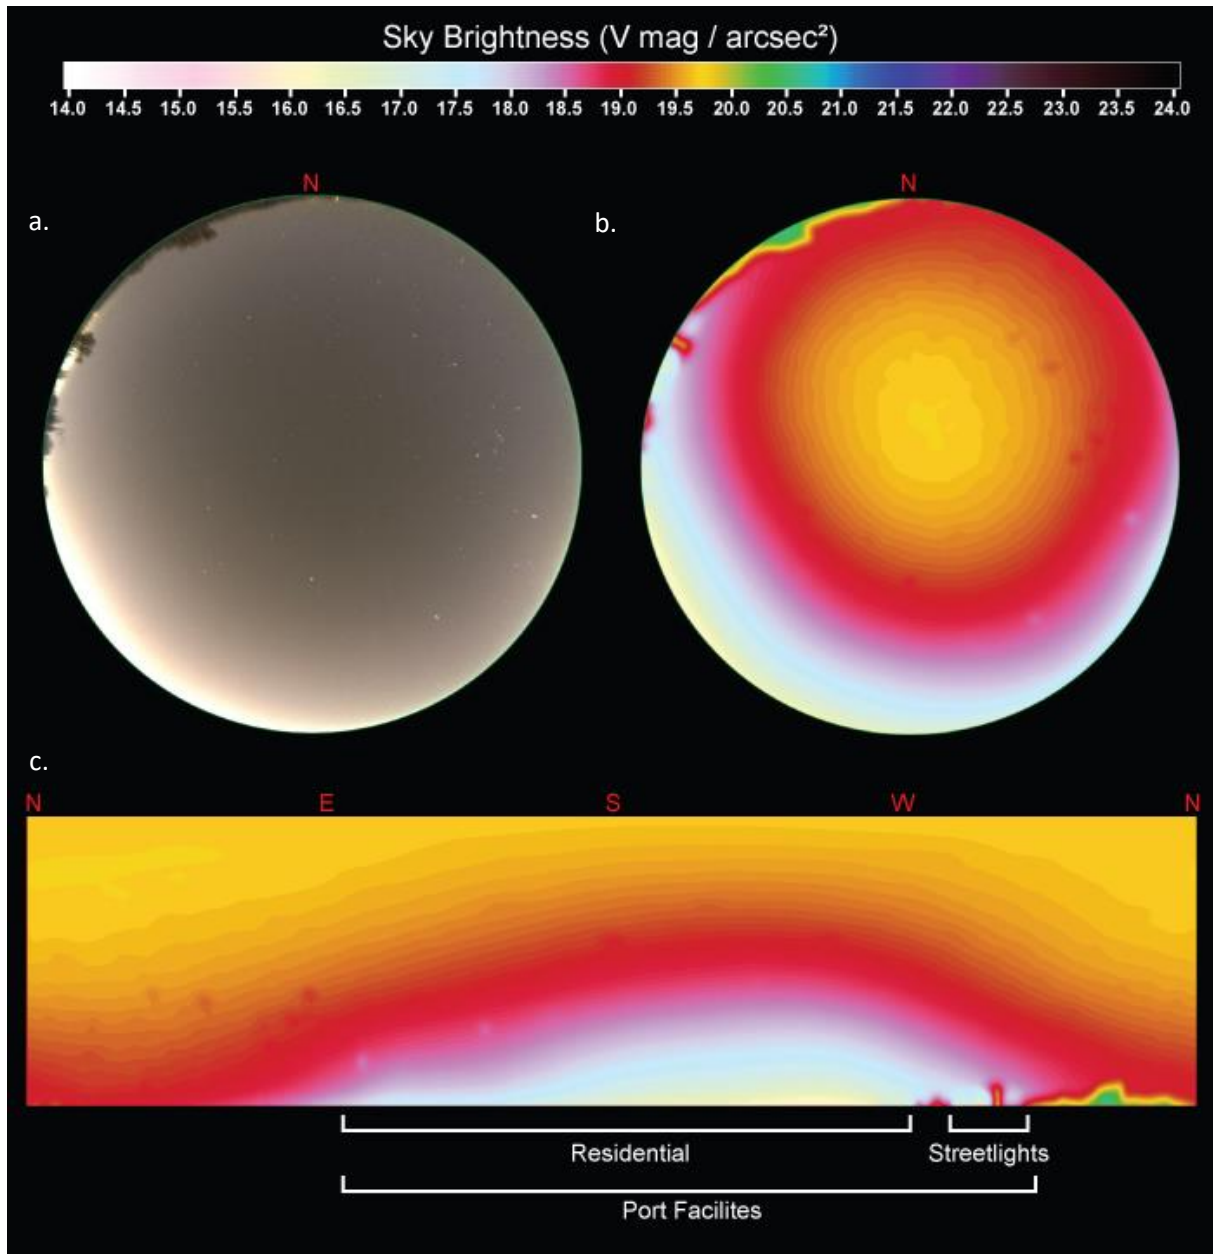 Sky Brightness (V mag / arcsec²)
14.0 14.5 15.0 15.5 16.0 16.5 17.0 17.5 18.0 18.5 19.0 19.5 20.0 20.5 21.0 21.5 22.0 22.5 23.0 23.5 24.0
N N
a. b.
c.
N E S W N
Residential Streetlights
Port Facilites